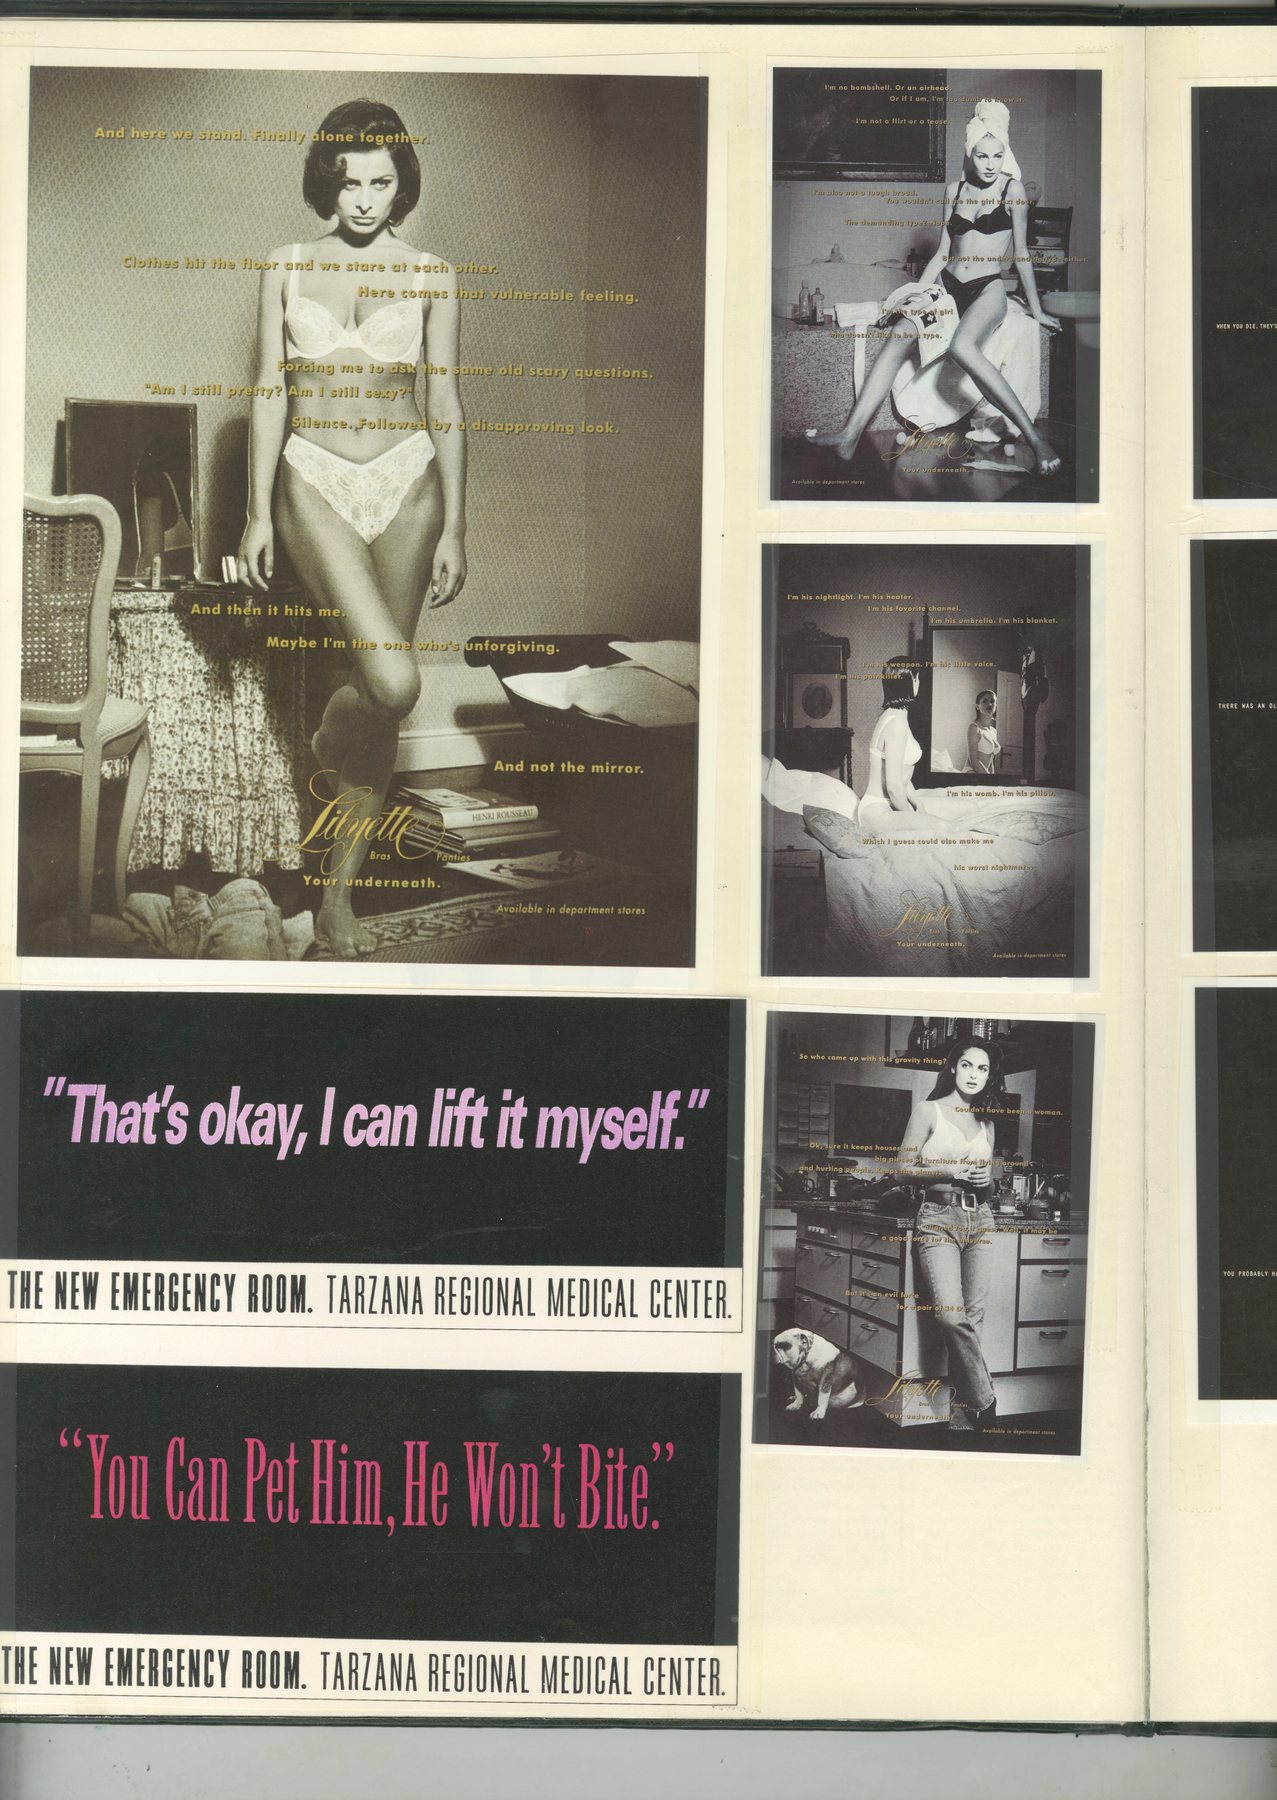 And here we stand. Finally alone together.
Clothes hit the floor and we stare at each other.
Here comes that vulnerable feeling.
Forcing me to ask the same old scary questions.
"Am I still pretty? Am I still sexy?"
Silence. Followed by a disapproving look.
And then it hits me.
Maybe I'm the one who's unforgiving.
And not the mirror.
HENRI ROUSSEAU
Lilyette
Bras Panties
Your underneath.
Available in department stores
I'm no bombshell. Or an airhead.
Or if I am, I'm too dumb to know it.
I'm not a flirt or a tease.
I'm also not a tough broad.
You wouldn't call me the girl next door.
The demanding type? Nope.
But not the understanding type either.
I'm the type of girl
who doesn't like to be a type.
Lilyette
Your underneath.
Available in department stores
I'm his nightlight. I'm his heater.
I'm his favorite channel.
I'm his umbrella. I'm his blanket.
I'm his weapon. I'm his little voice.
I'm his painkiller.
I'm his womb. I'm his pillow.
Which I guess could also make me
his worst nightmare.
Lilyette
Bras Panties
Your underneath.
Available in department stores
So who came up with this gravity thing?
Couldn't have been a woman.
Ok, sure it keeps houses and
big pieces of furniture from flying around
and hurting people. Keeps the planets
aligned too, I guess. Well, it may be
a good force for the universe.
But it's an evil force
for a pair of 34 D's.
Lilyette
Bras Panties
Your underneath.
Available in department stores
"That's okay, I can lift it myself."
THE NEW EMERGENCY ROOM. TARZANA REGIONAL MEDICAL CENTER.
“You Can Pet Him, He Won't Bite.”
THE NEW EMERGENCY ROOM. TARZANA REGIONAL MEDICAL CENTER.
WHEN YOU DIE. THEY'
THERE WAS AN OL
YOU PROBABLY H